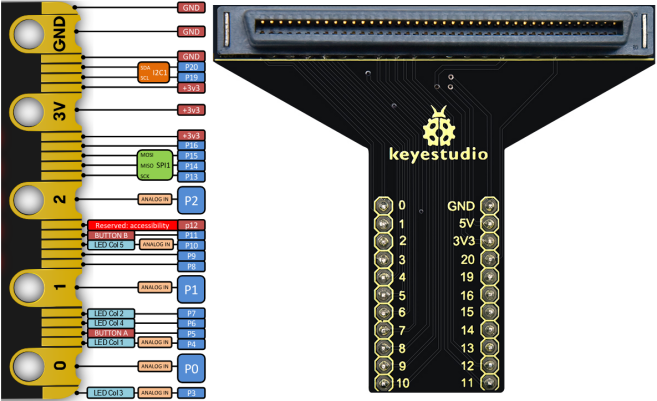 GND
GND
GND
GND
SDA
SCL
I2C1
P20
P19
+3v3
3V
+3v3
+3v3
P16
MOSI
MISO
SCK
SPI1
P15
P14
P13
2
ANALOG IN
P2
Reserved: accessibility
p12
BUTTON B
P11
LED Col 5
ANALOG IN
P10
P9
P8
1
ANALOG IN
P1
LED Col 2
P7
LED Col 4
P6
BUTTON A
P5
LED Col 1
ANALOG IN
P4
0
ANALOG IN
P0
LED Col 3
ANALOG IN
P3
keyestudio
0 GND
1 5V
2 3V3
3 20
4 19
5 16
6 15
7 14
8 13
9 12
10 11